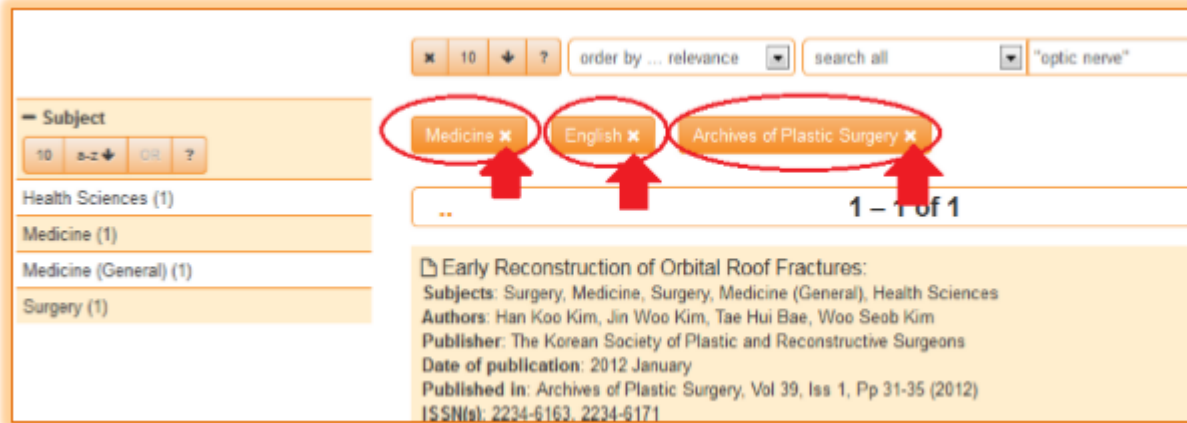 ✖ 10 🡇 ? order by ... relevance search all "optic nerve"
− Subject
10 a-z🡇 OR ?
Health Sciences (1)
Medicine (1)
Medicine (General) (1)
Surgery (1)
Medicine ✖ English ✖ Archives of Plastic Surgery ✖
.. 1 – 1 of 1
Early Reconstruction of Orbital Roof Fractures:
Subjects: Surgery, Medicine, Surgery, Medicine (General), Health Sciences
Authors: Han Koo Kim, Jin Woo Kim, Tae Hui Bae, Woo Seob Kim
Publisher: The Korean Society of Plastic and Reconstructive Surgeons
Date of publication: 2012 January
Published in: Archives of Plastic Surgery, Vol 39, Iss 1, Pp 31-35 (2012)
ISSN(s): 2234-6163, 2234-6171